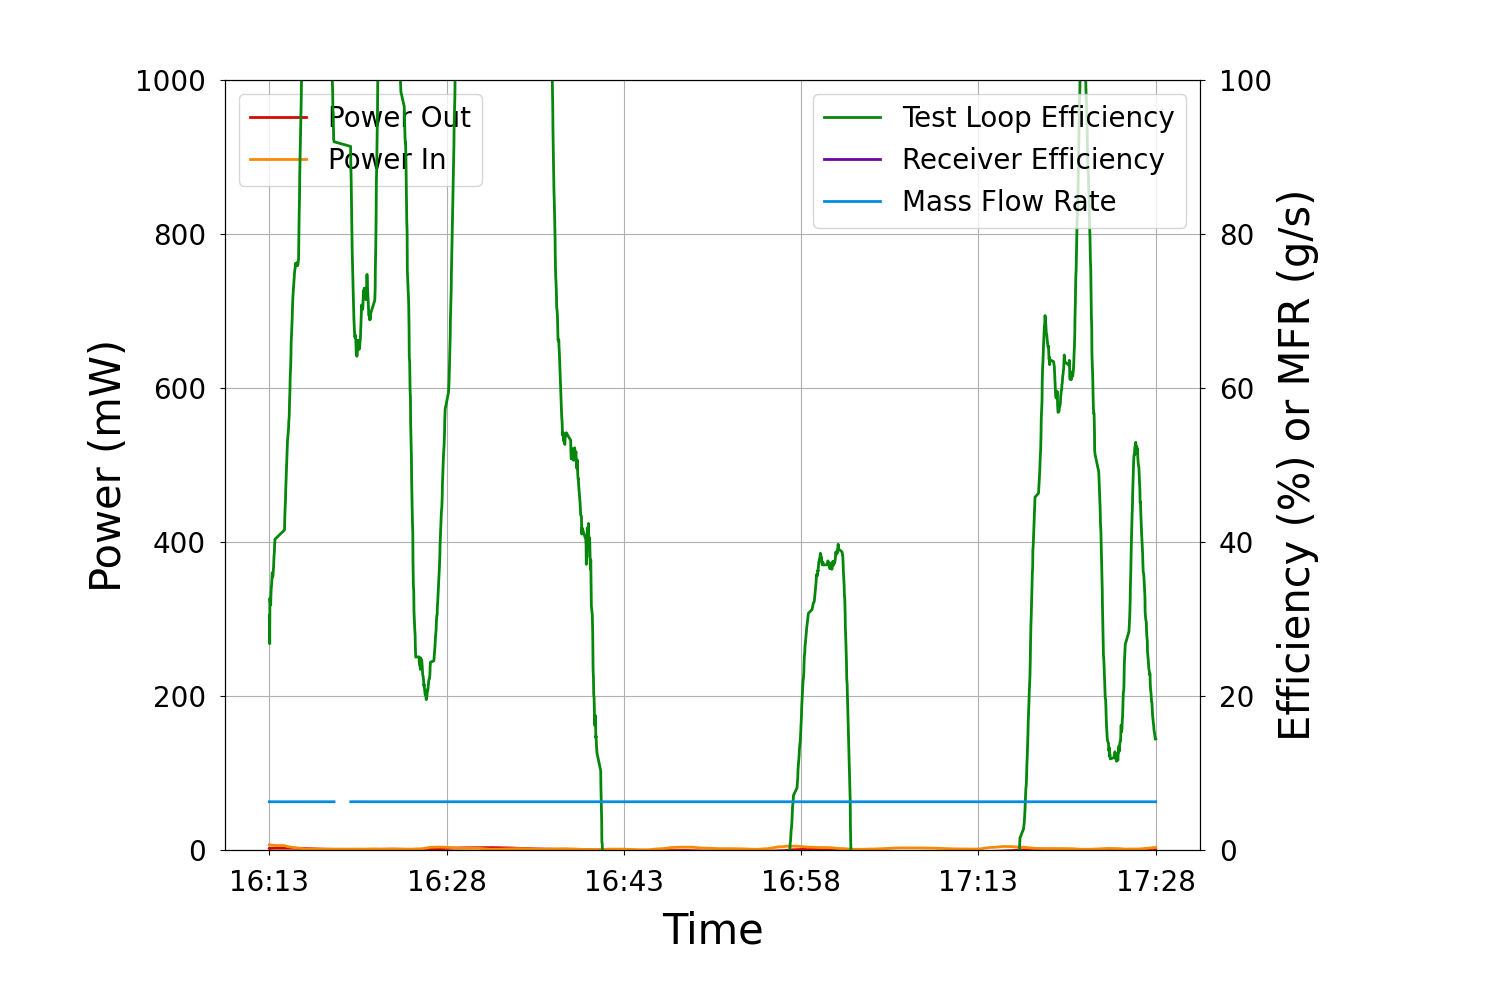 1000
800
600
400
200
0
Power (mW)
Power Out
Power In
Test Loop Efficiency
Receiver Efficiency
Mass Flow Rate
100
80
60
40
20
0
Efficiency (%) or MFR (g/s)
16:13 16:28 16:43 16:58 17:13 17:28
Time